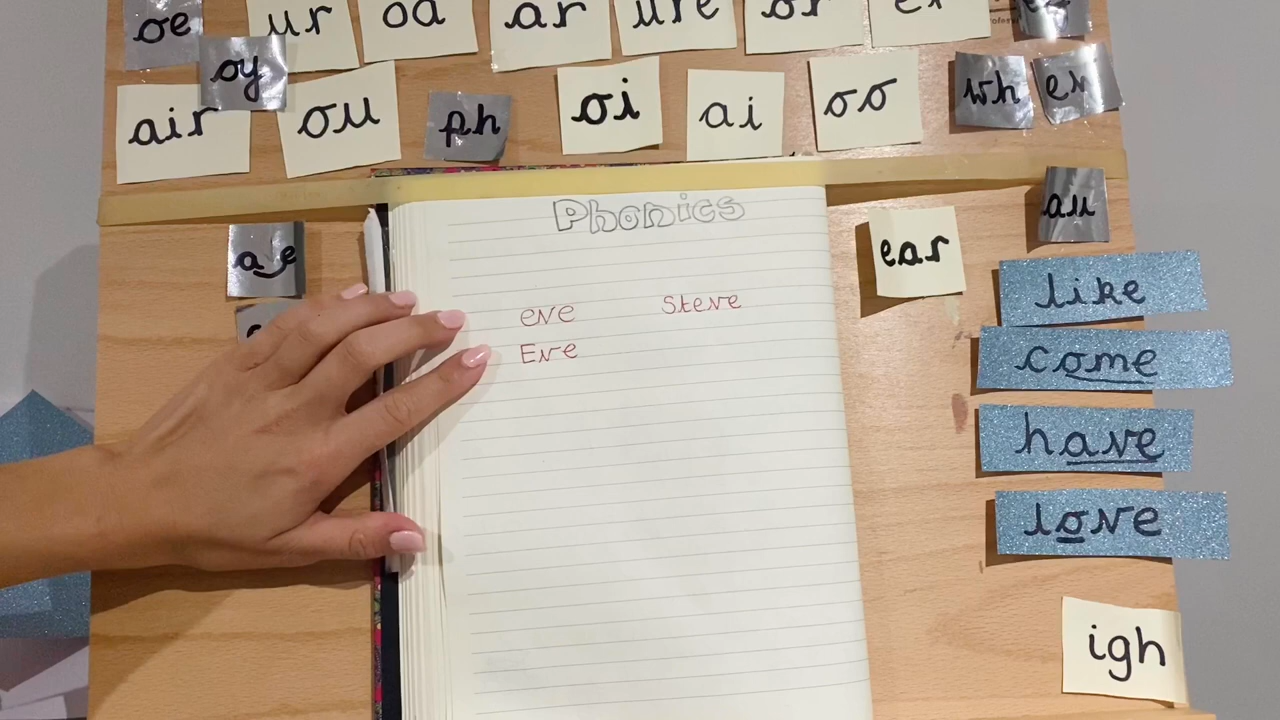 oe ur oa ar ure or er
oy
air ou ph oi ai oo wh
Phonics
a_e
ear
au
eve Steve
Eve
like
come
have
love
igh